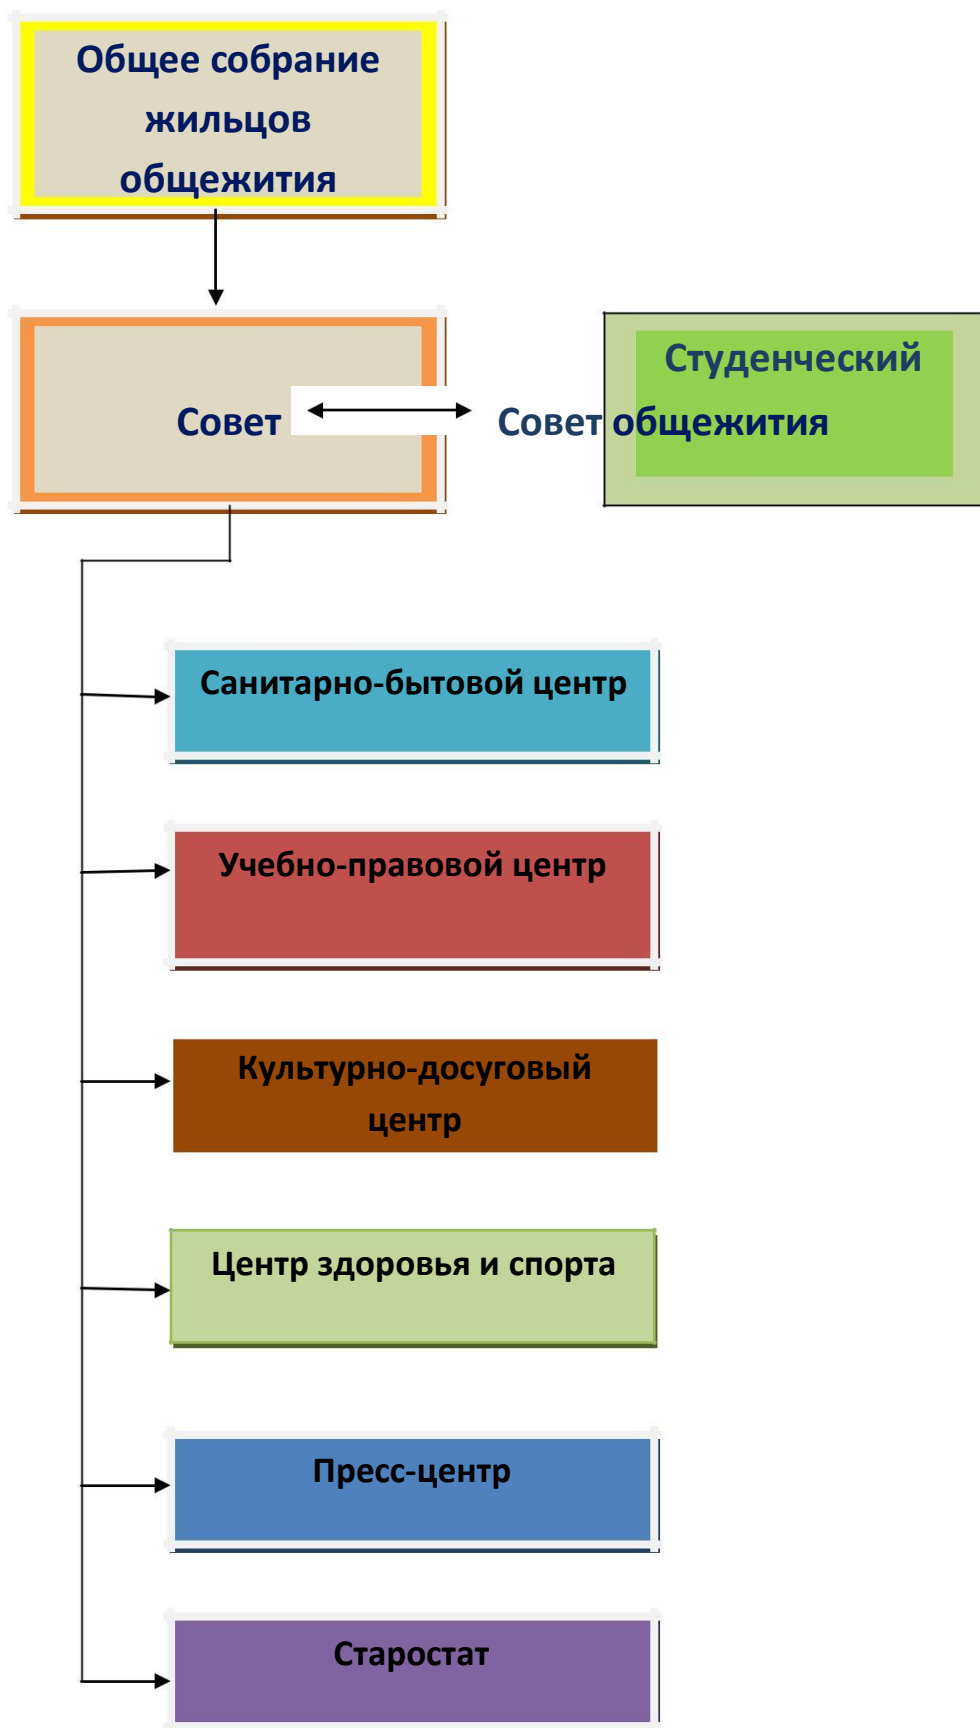 Общее собрание
жильцов
общежития
Студенческий
Совет
Совет общежития
Санитарно-бытовой центр
Учебно-правовой центр
Культурно-досуговый
центр
Центр здоровья и спорта
Пресс-центр
Старостат